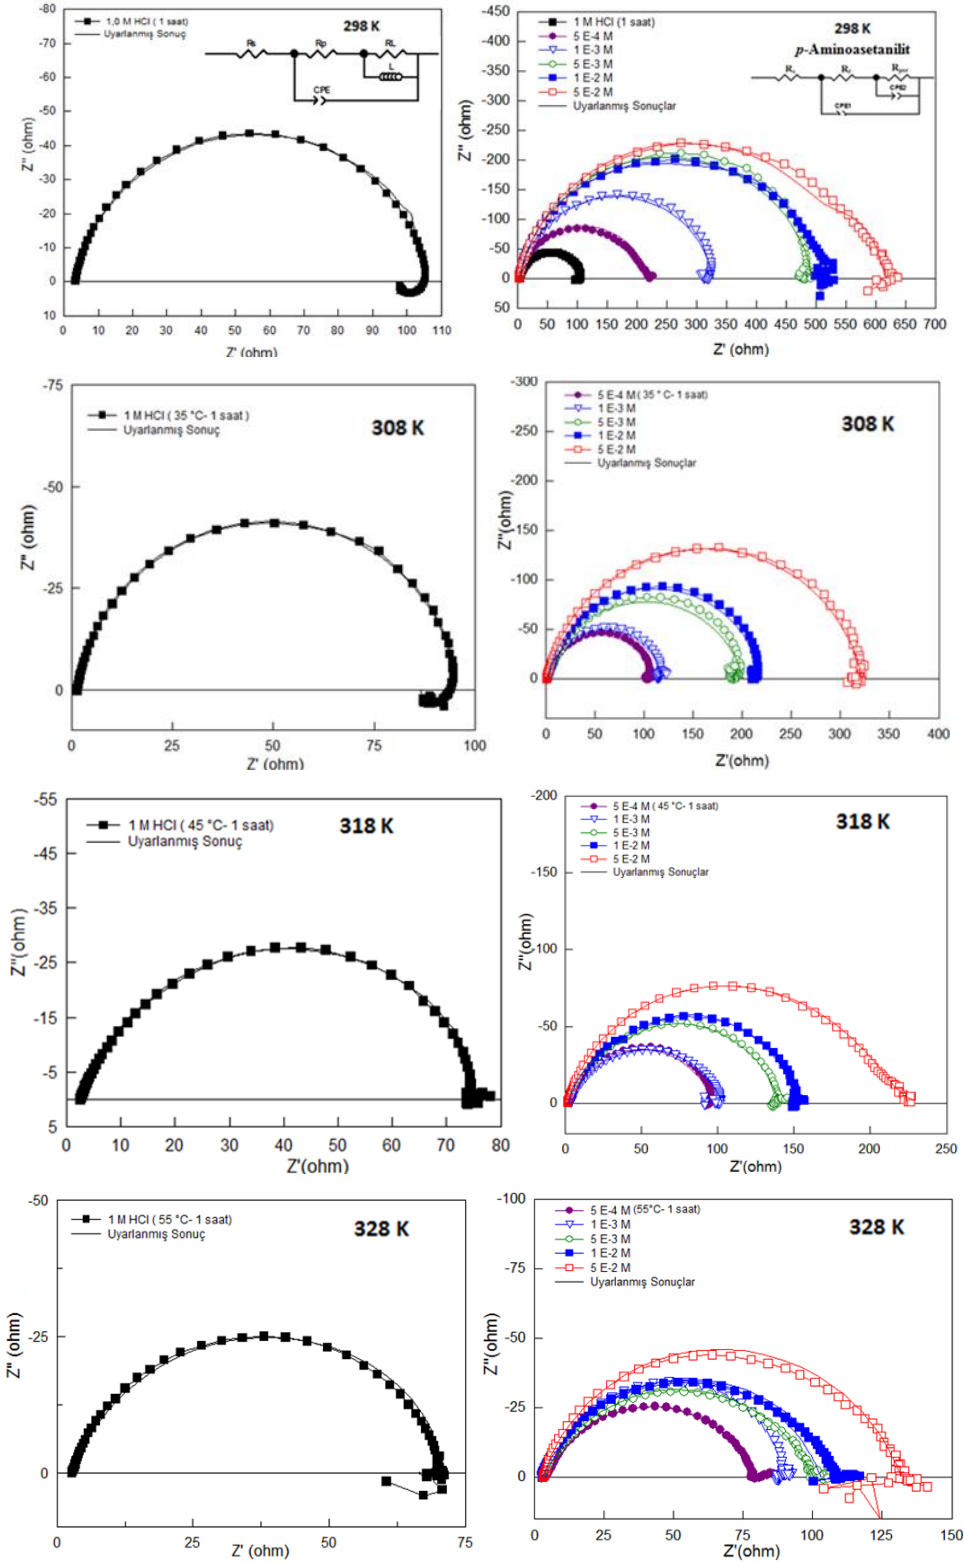 1,0 M HCl ( 1 saat)
Uyarlanmış Sonuç
298 K
Rs
Rp
RL
L
CPE
-80
-70
-60
-50
-40
-30
-20
-10
0
10
Z'' (ohm)
0 10 20 30 40 50 60 70 80 90 100 110
Z' (ohm)
1 M HCl (1 saat)
5 E-4 M
1 E-3 M
5 E-3 M
1 E-2 M
5 E-2 M
Uyarlanmış Sonuçlar
298 K
p-Aminoasetanilit
CPE1
CPE2
-450
-400
-350
-300
-250
-200
-150
-100
-50
0
50
Z'' (ohm)
0 50 100 150 200 250 300 350 400 450 500 550 600 650 700
Z' (ohm)
1 M HCl ( 35 °C- 1 saat )
Uyarlanmış Sonuç
308 K
-75
-50
-25
0
Z'' (ohm)
0 25 50 75 100
Z' (ohm)
5 E-4 M ( 35 ° C- 1 saat)
1 E-3 M
5 E-3 M
1 E-2 M
5 E-2 M
Uyarlanmış Sonuçlar
308 K
-300
-250
-200
-150
-100
-50
0
Z''(ohm)
0 50 100 150 200 250 300 350 400
Z'(ohm)
1 M HCl ( 45 °C- 1 saat)
Uyarlanmış Sonuç
318 K
-55
-45
-35
-25
-15
-5
5
Z''(ohm)
0 10 20 30 40 50 60 70 80
Z'(ohm)
5 E-4 M ( 45 °C- 1 saat)
1 E-3 M
5 E-3 M
1 E-2 M
5 E-2 M
Uyarlanmış Sonuçlar
318 K
-200
-150
-100
-50
0
Z''(ohm)
0 50 100 150 200 250
Z'(ohm)
1 M HCl ( 55 °C- 1 saat)
Uyarlanmış Sonuç
328 K
-50
-25
0
Z'' (ohm)
0 25 50 75
Z' (ohm)
5 E-4 M (55°C- 1 saat)
1 E-3 M
5 E-3 M
1 E-2 M
5 E-2 M
Uyarlanmış Sonuçlar
328 K
-100
-75
-50
-25
0
Z''(ohm)
0 25 50 75 100 125 150
Z'(ohm)